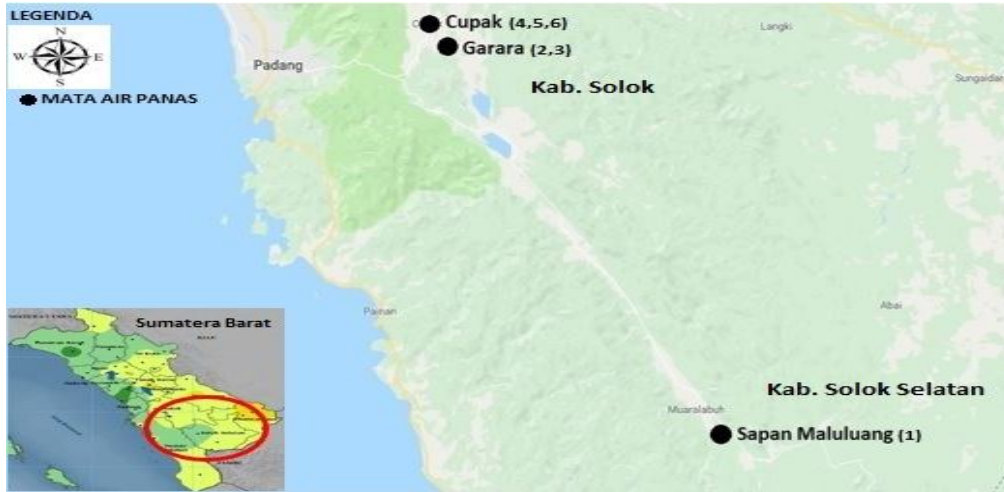 LEGENDA
N
W E
S
MATA AIR PANAS
Cupak (4,5,6)
Garara (2,3)
Padang
Langki
Kab. Solok
Sungaidar
Painan
Abai
Kab. Solok Selatan
Muaralabuh
Sapan Maluluang (1)
Sumatera Barat